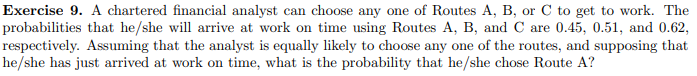 Exercise 9. A chartered financial analyst can choose any one of Routes A, B, or C to get to work. The
probabilities that he/she will arrive at work on time using Routes A, B, and C are 0.45, 0.51, and 0.62,
respectively. Assuming that the analyst is equally likely to choose any one of the routes, and supposing that
he/she has just arrived at work on time, what is the probability that he/she chose Route A?